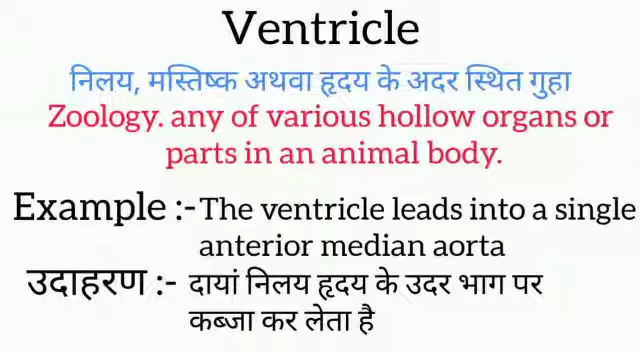 Ventricle
निलय, मस्तिष्क अथवा हृदय के अदर स्थित गुहा
Zoology. any of various hollow organs or
parts in an animal body.
Example :- The ventricle leads into a single
anterior median aorta
उदाहरण :- दायां निलय हृदय के उदर भाग पर
कब्जा कर लेता है